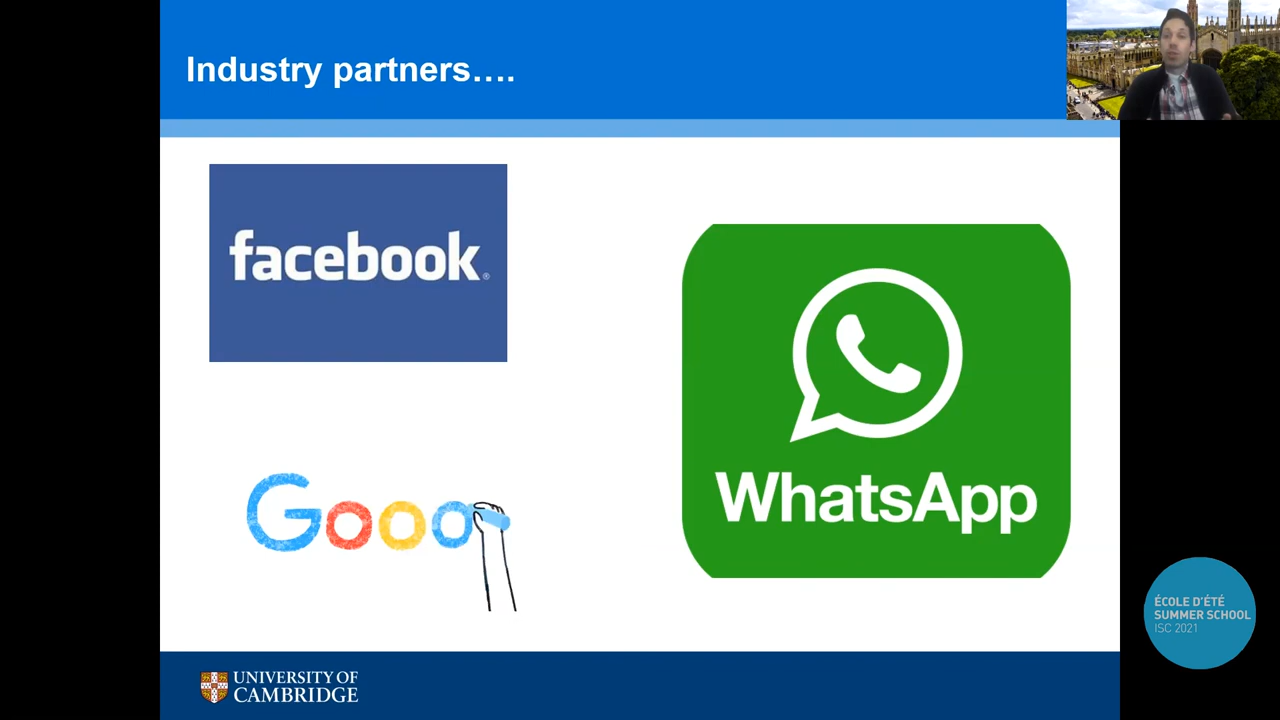 Industry partners....
facebook®
WhatsApp
Gooo
UNIVERSITY OF
CAMBRIDGE
ÉCOLE D'ÉTÉ
SUMMER SCHOOL
ISC 2021